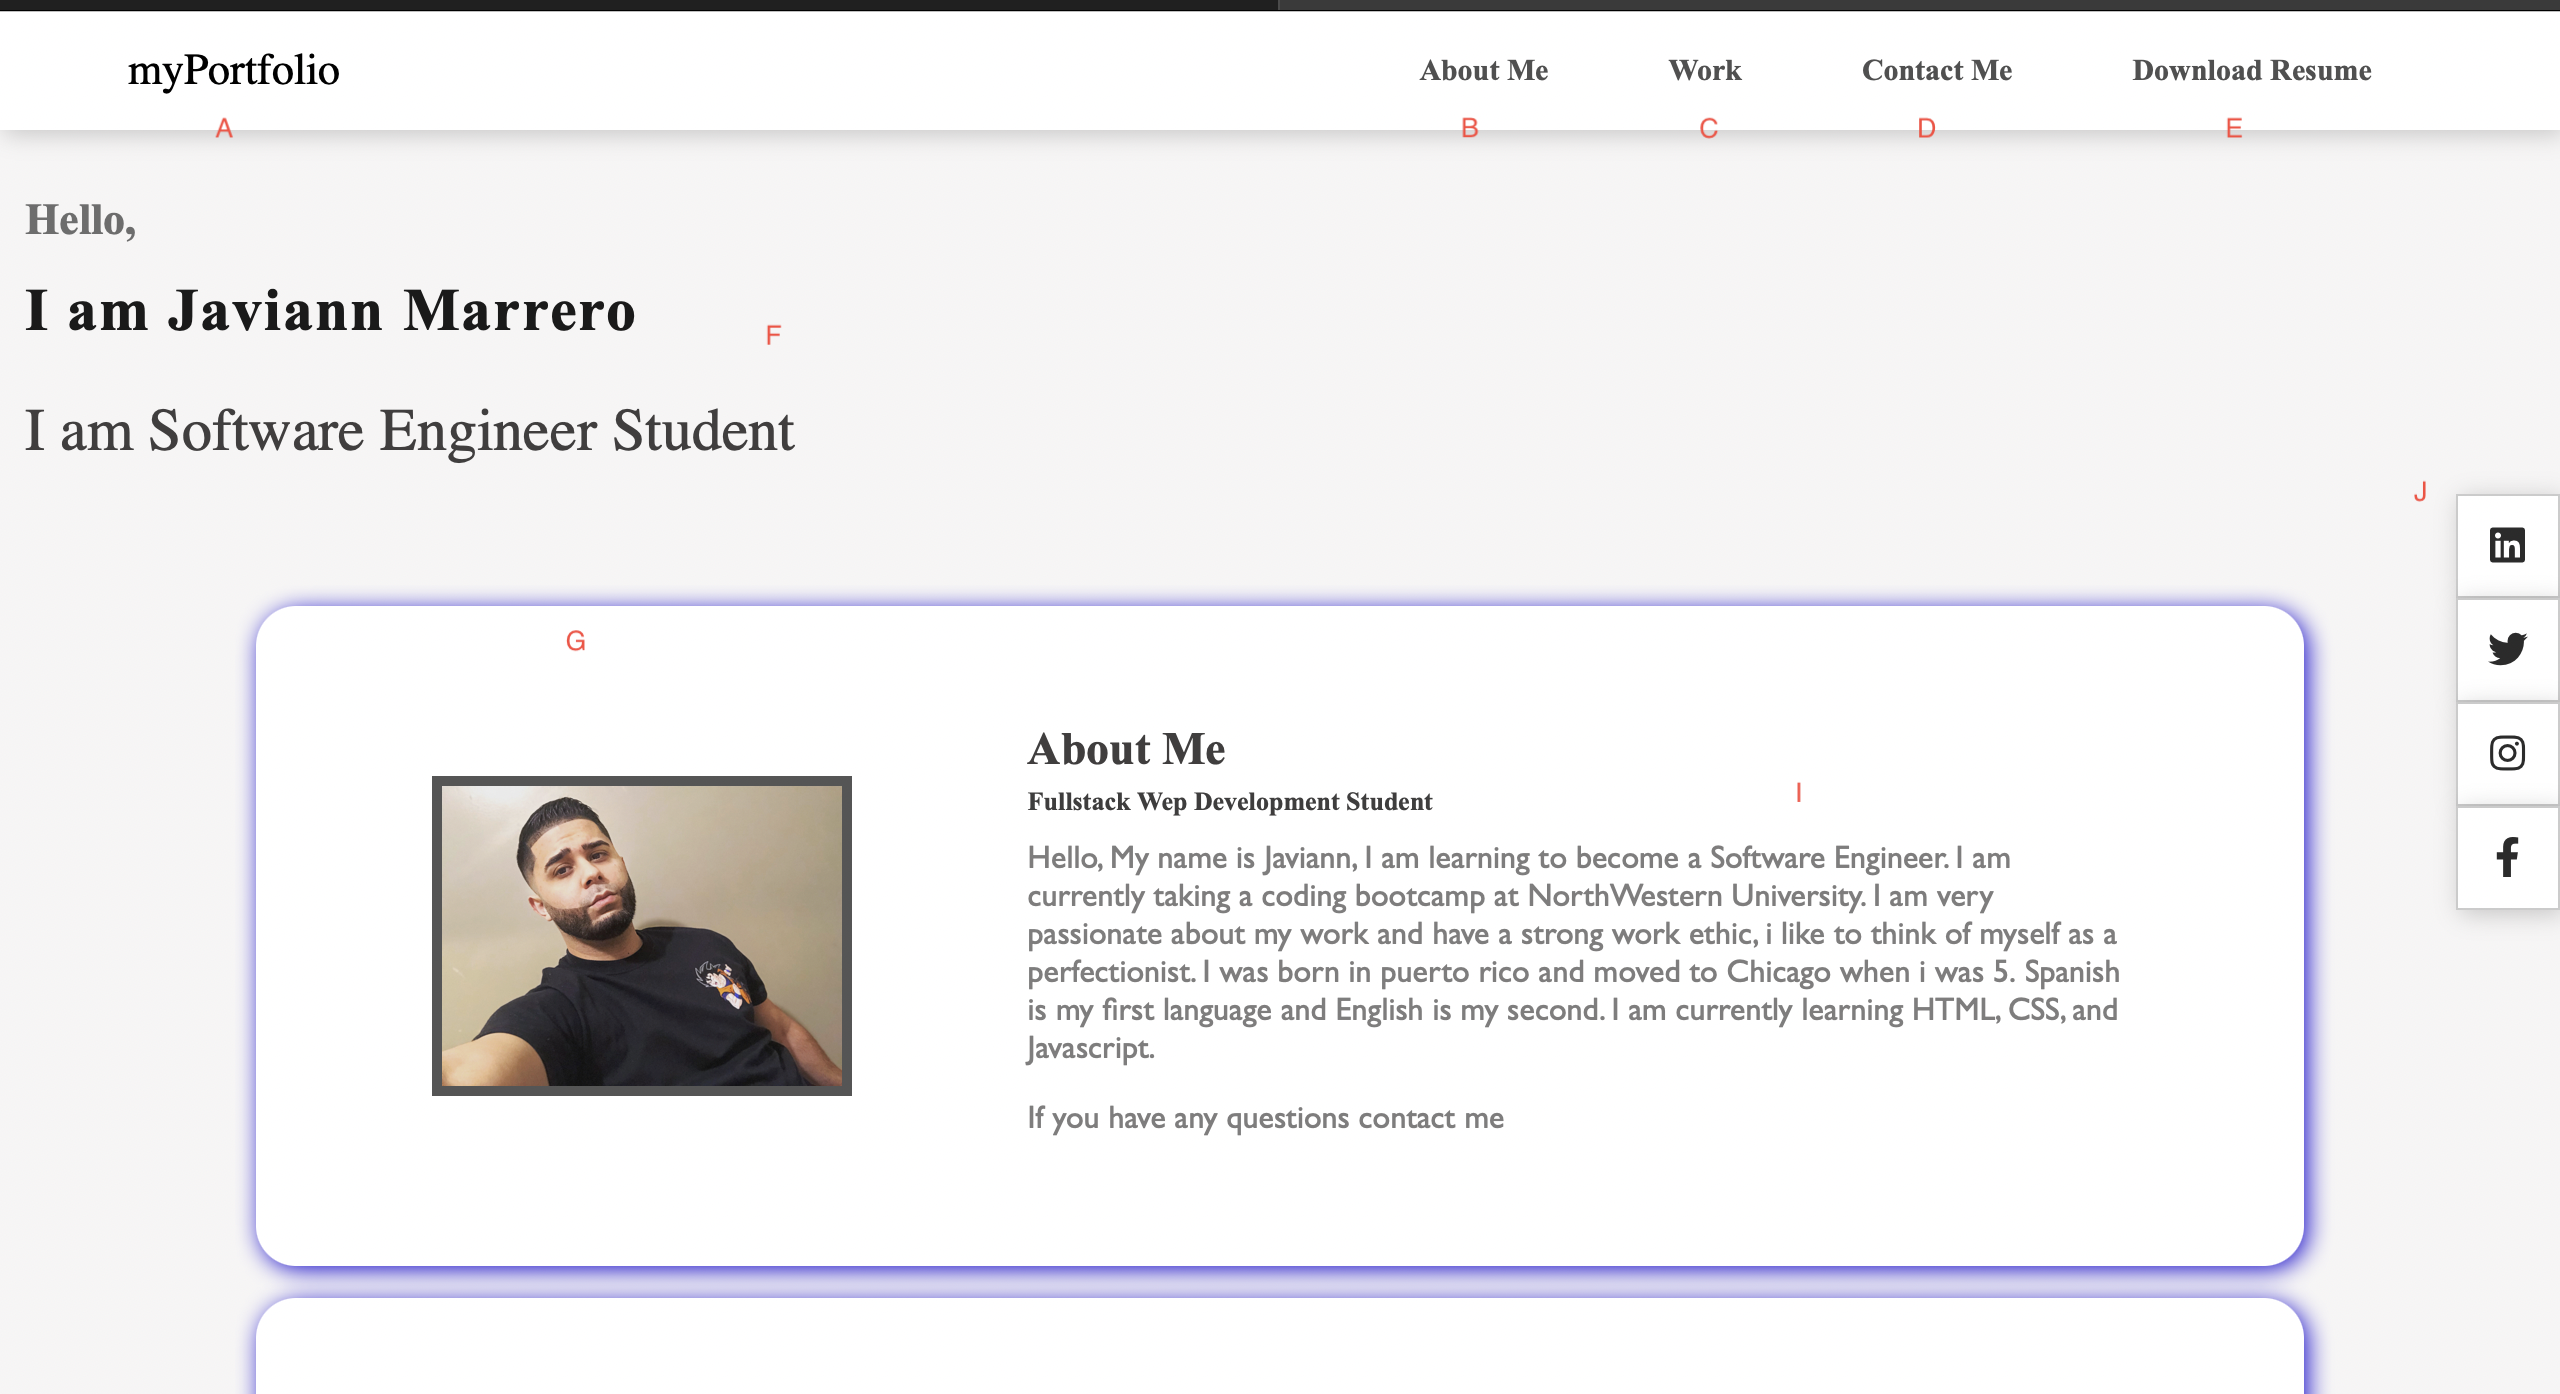 myPortfolio
About Me
Work
Contact Me
Download Resume
A
B
C
D
E
Hello,
I am Javiann Marrero
F
I am Software Engineer Student
J
in
G
About Me
Fullstack Wep Development Student
I
Hello, My name is Javiann, I am learning to become a Software Engineer. I am
currently taking a coding bootcamp at NorthWestern University. I am very
passionate about my work and have a strong work ethic, i like to think of myself as a
perfectionist. I was born in puerto rico and moved to Chicago when i was 5. Spanish
is my first language and English is my second. I am currently learning HTML, CSS, and
Javascript.
If you have any questions contact me